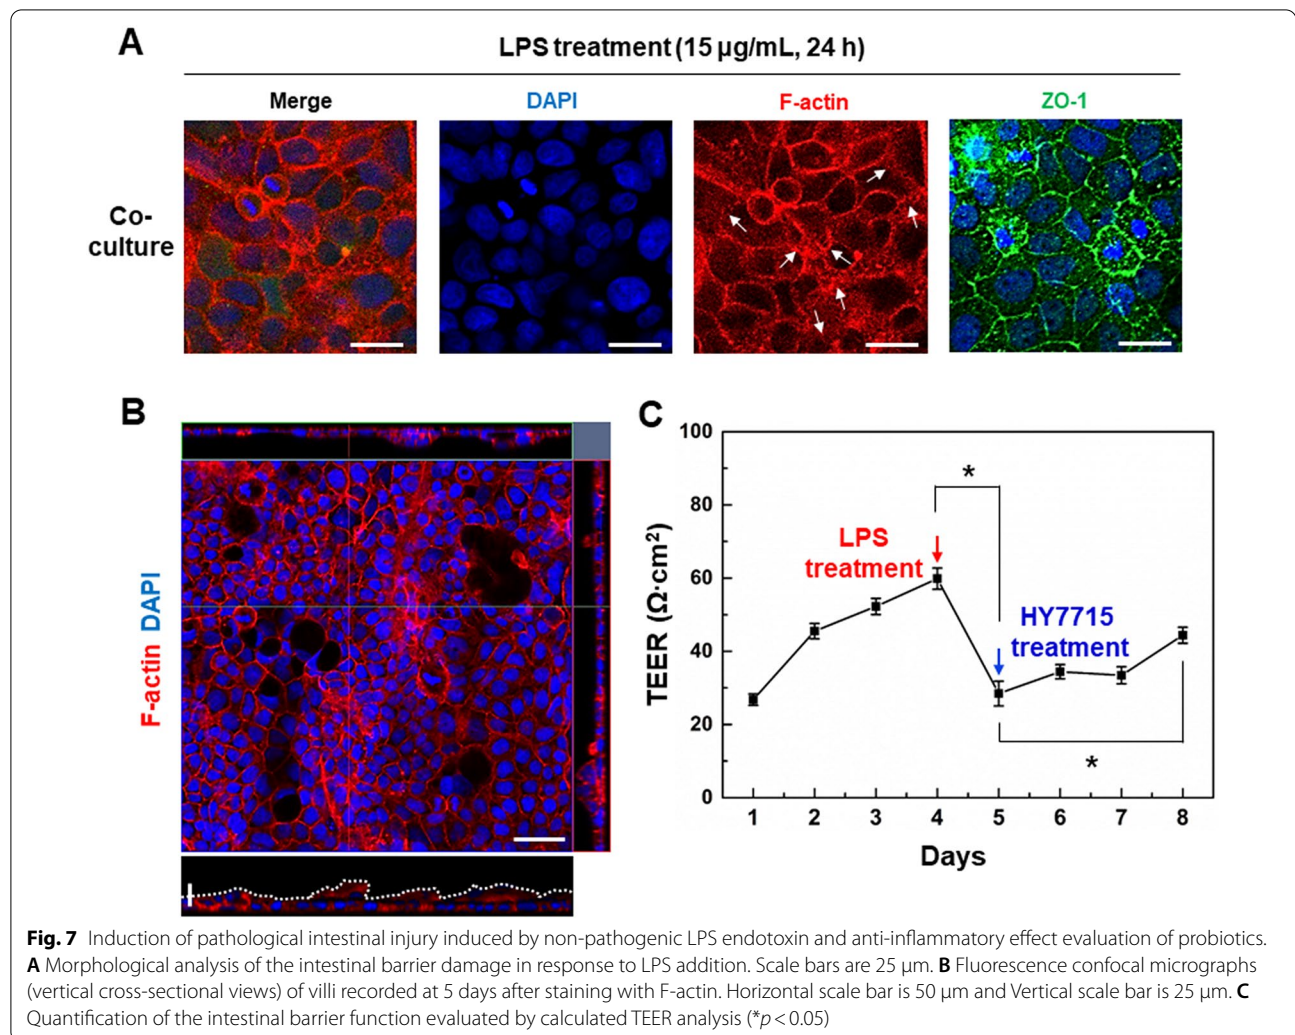 A
LPS treatment (15 µg/mL, 24 h)
Merge
DAPI
F-actin
ZO-1
Co-
culture
B
F-actin DAPI
C
TEER (Ω·cm²)
100
80
60
40
20
0
LPS
treatment
*
HY7715
treatment
*
1 2 3 4 5 6 7 8
Days
Fig. 7 Induction of pathological intestinal injury induced by non-pathogenic LPS endotoxin and anti-inflammatory effect evaluation of probiotics.
A Morphological analysis of the intestinal barrier damage in response to LPS addition. Scale bars are 25 µm. B Fluorescence confocal micrographs
(vertical cross-sectional views) of villi recorded at 5 days after staining with F-actin. Horizontal scale bar is 50 µm and Vertical scale bar is 25 µm. C
Quantification of the intestinal barrier function evaluated by calculated TEER analysis (*p < 0.05)